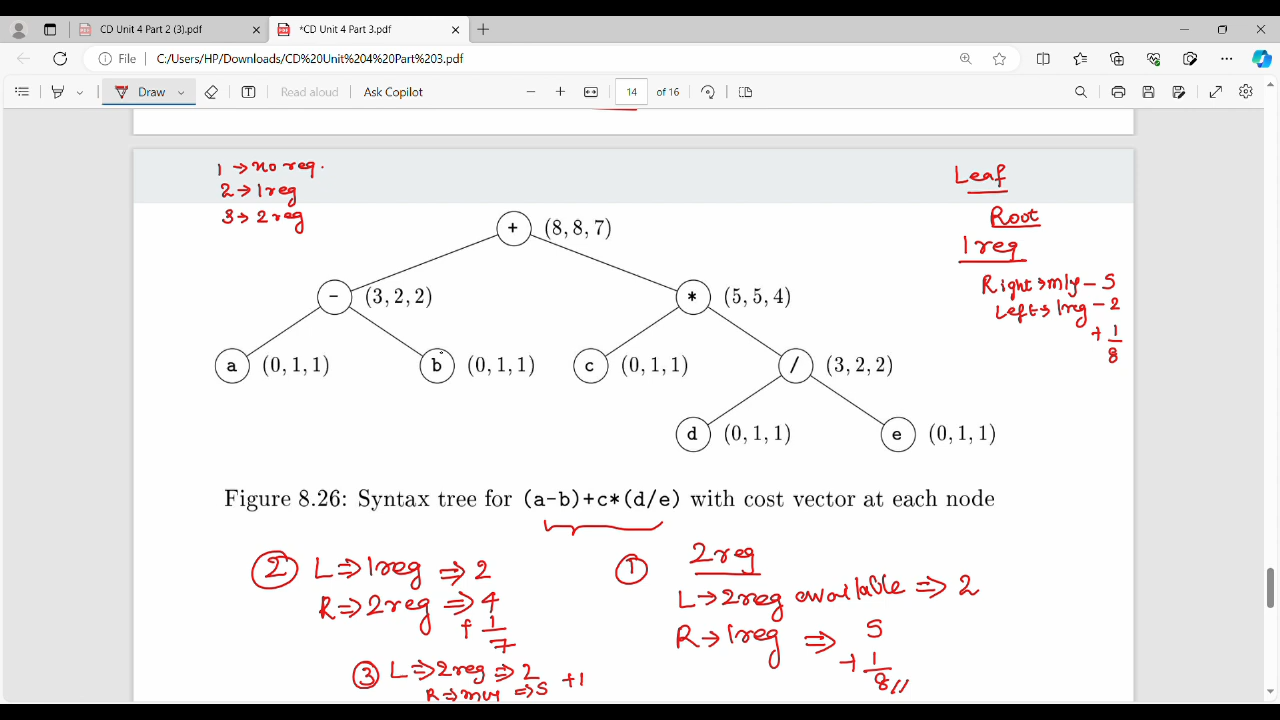 CD Unit 4 Part 2 (3).pdf
*CD Unit 4 Part 3.pdf
File C:/Users/HP/Downloads/CD%20Unit%204%20Part%203.pdf
Draw Read aloud Ask Copilot 14 of 16
1 → no reg.
2 → 1 reg
3 → 2 reg
Leaf
Root
1 reg
Right → m/y - 5
Left → 1 reg - 2
+ 1
8
+ (8, 8, 7)
- (3, 2, 2)
* (5, 5, 4)
a (0, 1, 1)
b (0, 1, 1)
c (0, 1, 1)
/ (3, 2, 2)
d (0, 1, 1)
e (0, 1, 1)
Figure 8.26: Syntax tree for (a-b)+c*(d/e) with cost vector at each node
② L ⇒ 1 reg ⇒ 2
R ⇒ 2 reg ⇒ 4
+ 1
7
① 2 reg
L → 2 reg available ⇒ 2
R → 1 reg ⇒ 5
+ 1
8 //
③ L ⇒ 2 reg ⇒ 2
R ⇒ ⇒ 5 + 1